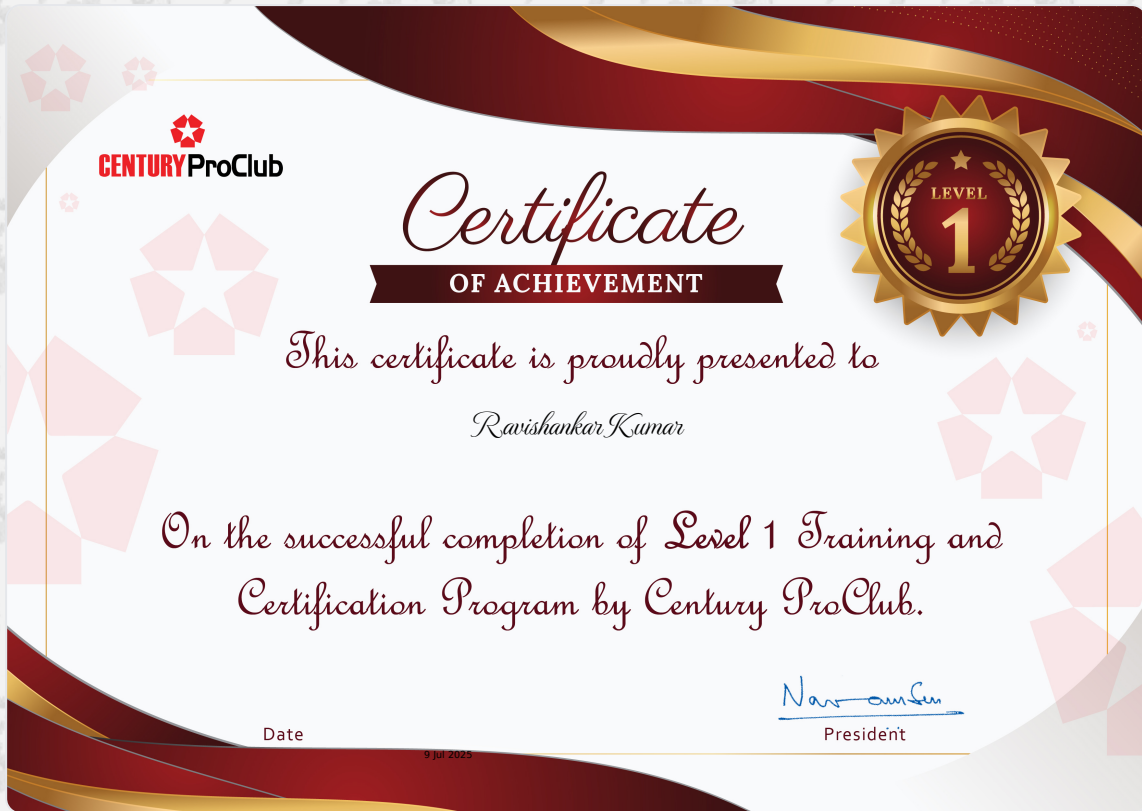 CENTURY ProClub
LEVEL
1
Certificate
OF ACHIEVEMENT
This certificate is proudly presented to
Ravishankar Kumar
On the successful completion of Level 1 Training and
Certification Program by Century ProClub.
Date
President
9 Jul 2025